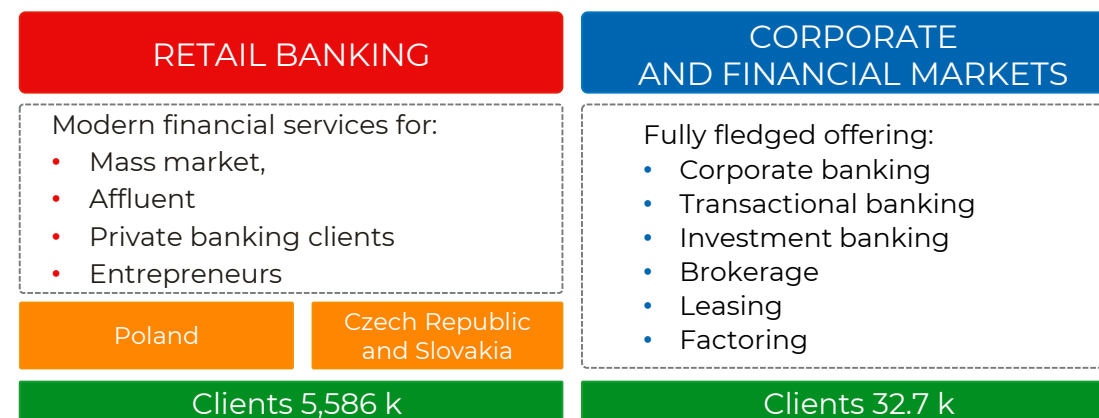 RETAIL BANKING
Modern financial services for:
• Mass market,
• Affluent
• Private banking clients
• Entrepreneurs
Poland
Czech Republic
and Slovakia
Clients 5,586 k
CORPORATE
AND FINANCIAL MARKETS
Fully fledged offering:
• Corporate banking
• Transactional banking
• Investment banking
• Brokerage
• Leasing
• Factoring
Clients 32.7 k